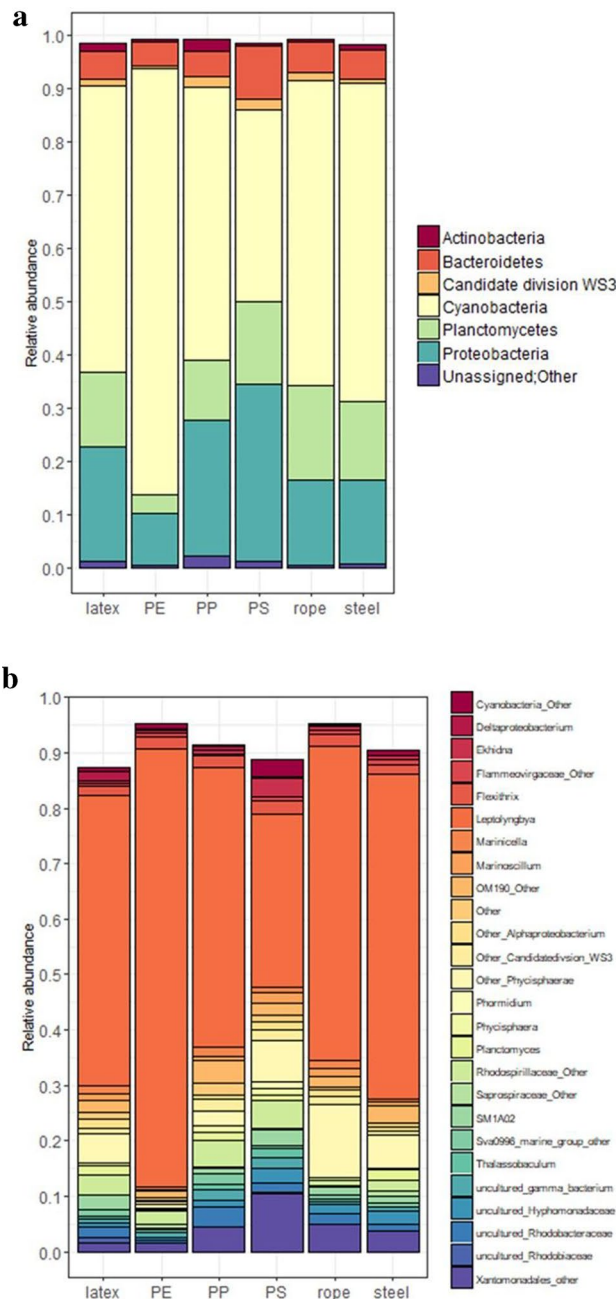 a
1.0
0.9
0.8
0.7
0.6
0.5
0.4
0.3
0.2
0.1
0.0
Relative abundance
latex PE PP PS rope steel
Actinobacteria
Bacteroidetes
Candidate division WS3
Cyanobacteria
Planctomycetes
Proteobacteria
Unassigned;Other
b
1.0
0.9
0.8
0.7
0.6
0.5
0.4
0.3
0.2
0.1
0.0
Relative abundance
latex PE PP PS rope steel
Cyanobacteria_Other
Deltaproteobacterium
Ekhidna
Flammeovirgaceae_Other
Flexithrix
Leptolyngbya
Marinicella
Marinoscillum
OM190_Other
Other
Other_Alphaproteobacterium
Other_Candidatedivsion_WS3
Other_Phycisphaerae
Phormidium
Phycisphaera
Planctomyces
Rhodospirillaceae_Other
Saprospiraceae_Other
SM1A02
Sva0996_marine_group_other
Thalassobaculum
uncultured_gamma_bacterium
uncultured_Hyphomonadaceae
uncultured_Rhodobacteraceae
uncultured_Rhodobiaceae
Xantomonadales_other